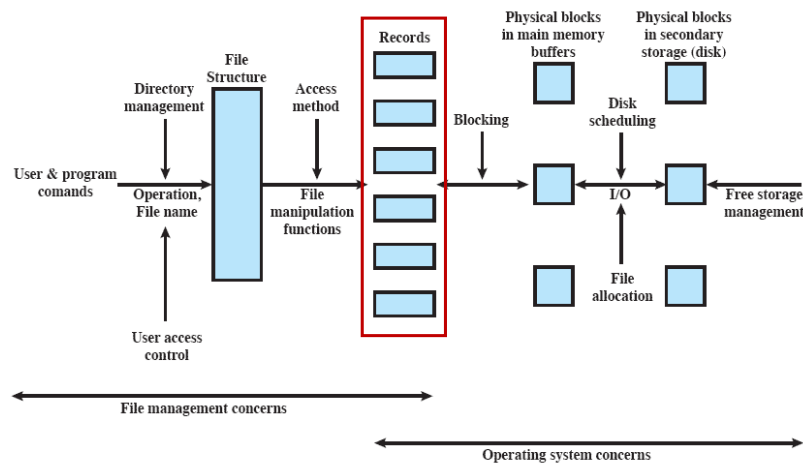 Physical blocks
in main memory
buffers
Physical blocks
in secondary
storage (disk)
Records
File
Structure
Directory
management
Access
method
Blocking
Disk
scheduling
User & program
comands
Operation,
File name
File
manipulation
functions
I/O
Free storage
management
File
allocation
User access
control
File management concerns
Operating system concerns